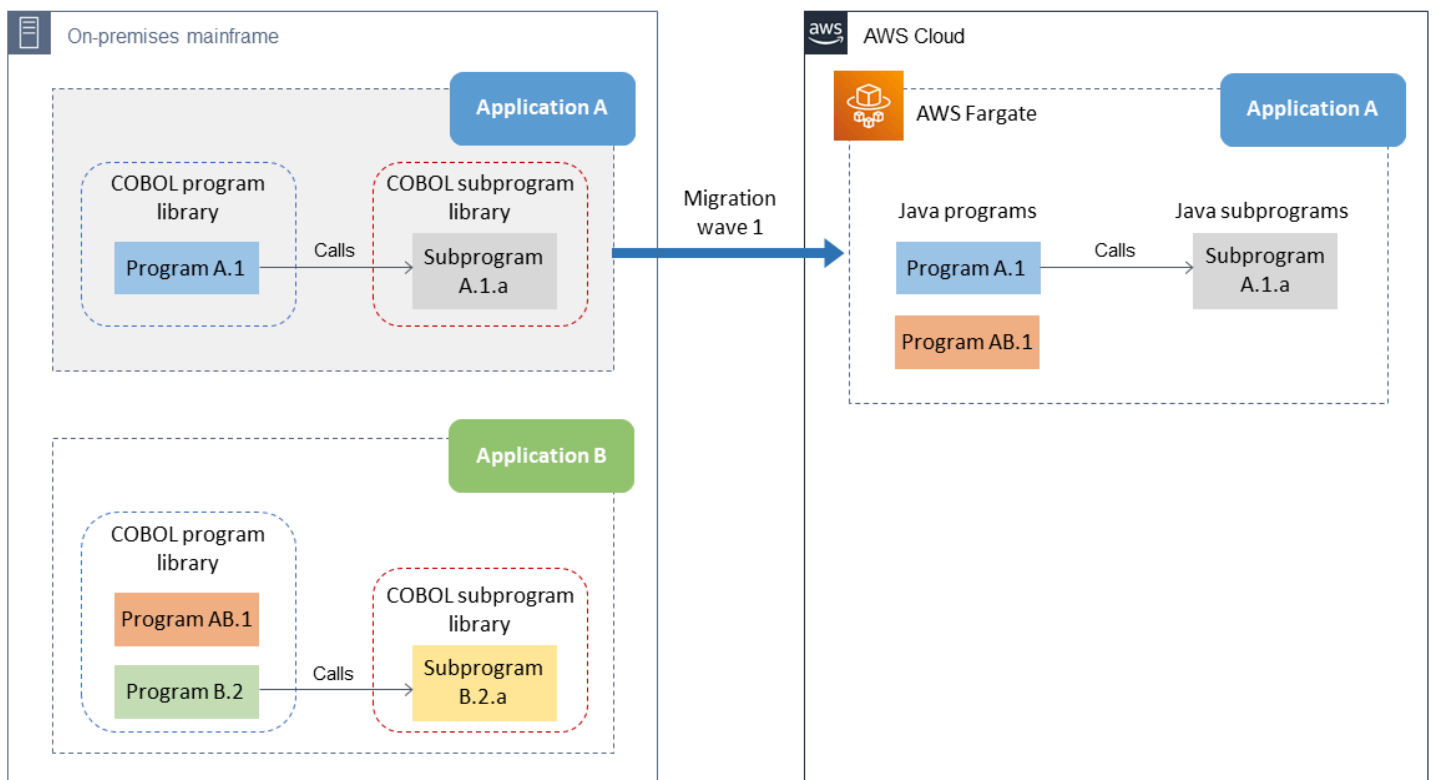 On-premises mainframe
Application A
COBOL program
library
Program A.1
Calls
COBOL subprogram
library
Subprogram
A.1.a
Application B
COBOL program
library
Program AB.1
Program B.2
Calls
COBOL subprogram
library
Subprogram
B.2.a
Migration
wave 1
aws
AWS Cloud
AWS Fargate
Application A
Java programs
Program A.1
Calls
Java subprograms
Subprogram
A.1.a
Program AB.1